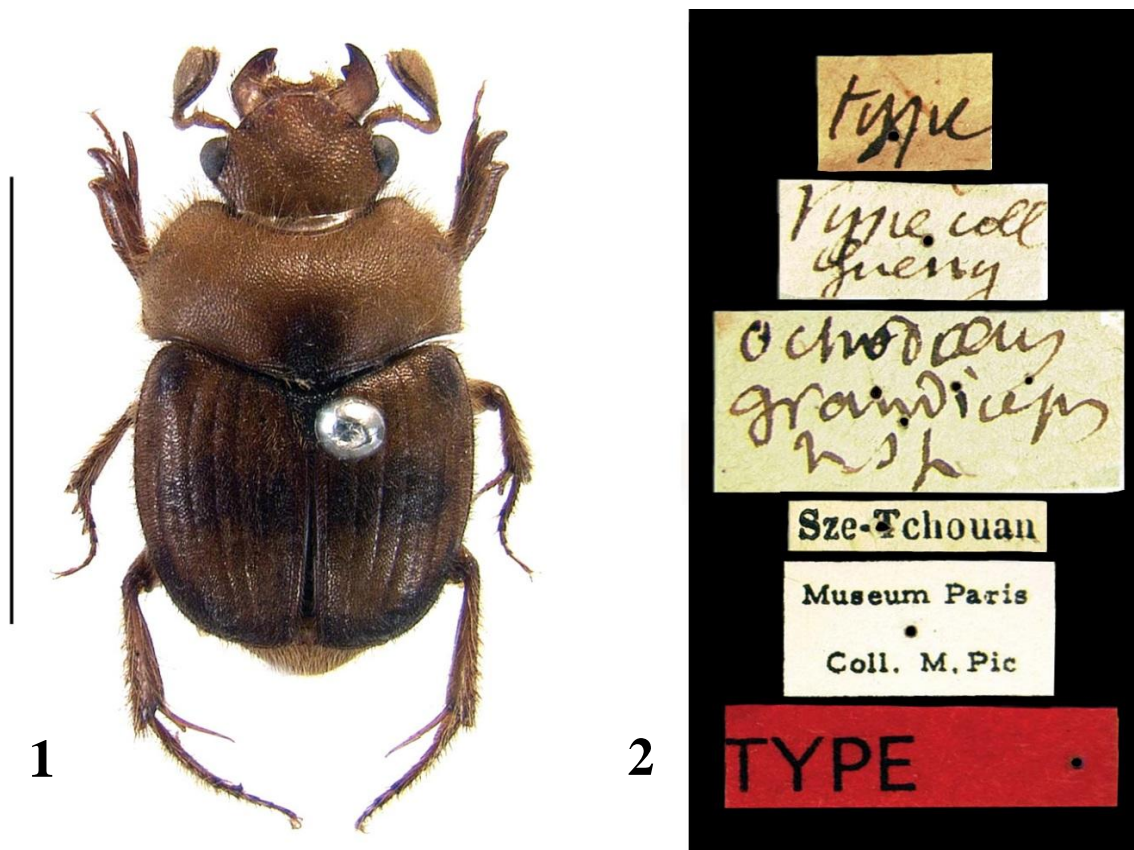 1
2
type
Type coll
Guerry
Ochodaeus
grandiceps
n sp
Sze-Tchouan
Museum Paris
Coll. M. Pic
TYPE